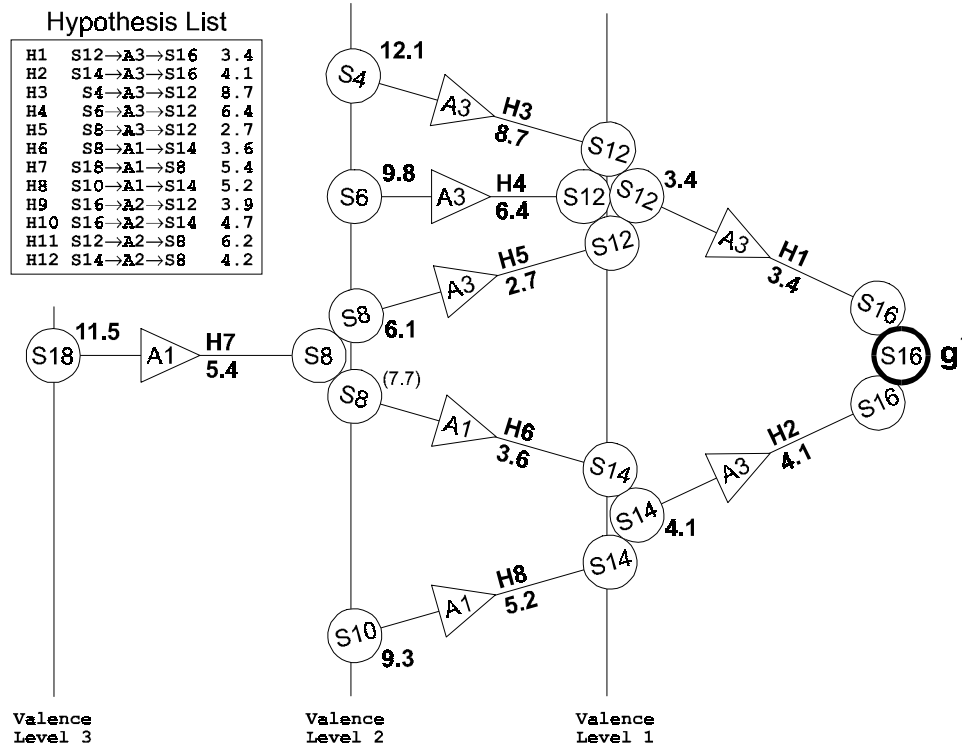 Hypothesis List
H1 S12→A3→S16 3.4
H2 S14→A3→S16 4.1
H3 S4→A3→S12 8.7
H4 S6→A3→S12 6.4
H5 S8→A3→S12 2.7
H6 S8→A1→S14 3.6
H7 S18→A1→S8 5.4
H8 S10→A1→S14 5.2
H9 S16→A2→S12 3.9
H10 S16→A2→S14 4.7
H11 S12→A2→S8 6.2
H12 S14→A2→S8 4.2
S4 12.1
A3
H3
8.7
S12
S6 9.8
A3
H4
6.4
S12
S12 3.4
A3
H1
3.4
S16
S8
6.1
A3
H5
2.7
S12
S18 11.5
A1
H7
5.4
S8
S16 g
S8 (7.7)
A1
H6
3.6
S14
S14
4.1
A3
H2
4.1
S16
S10
9.3
A1
H8
5.2
S14
Valence
Level 3
Valence
Level 2
Valence
Level 1